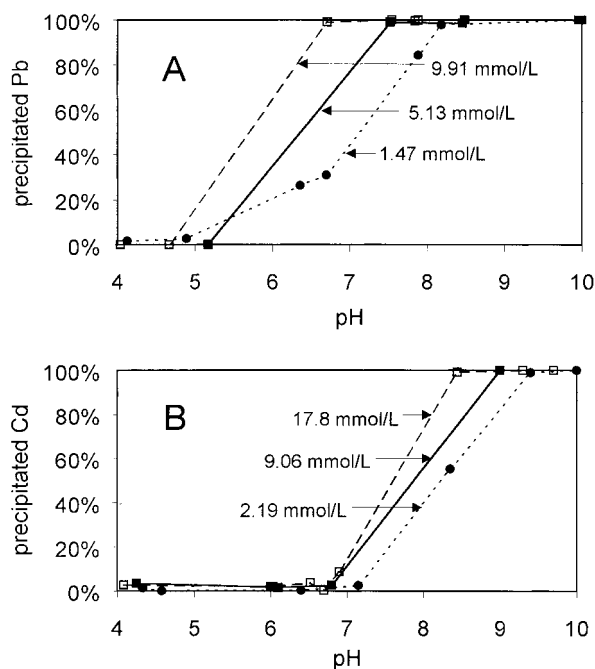 100%
80%
60%
40%
20%
0%
precipitated Pb
A
9.91 mmol/L
5.13 mmol/L
1.47 mmol/L
4 5 6 7 8 9 10
pH
100%
80%
60%
40%
20%
0%
precipitated Cd
B
17.8 mmol/L
9.06 mmol/L
2.19 mmol/L
4 5 6 7 8 9 10
pH